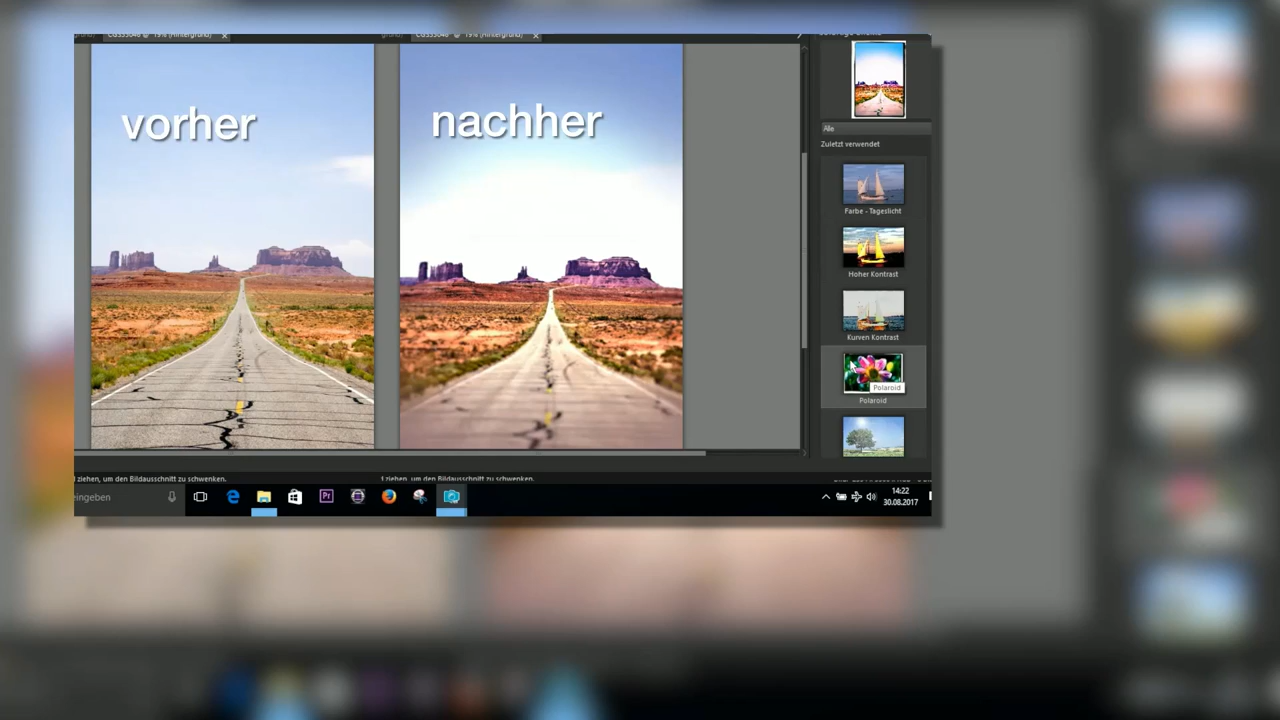 vorher
nachher
Alle
Zuletzt verwendet
Farbe - Tageslicht
Hoher Kontrast
Kurven Kontrast
Polaroid
Polaroid
ziehen, um den Bildausschnitt zu schwenken.
ziehen, um den Bildausschnitt zu schwenken.
eingeben
Pr
14:22
30.08.2017